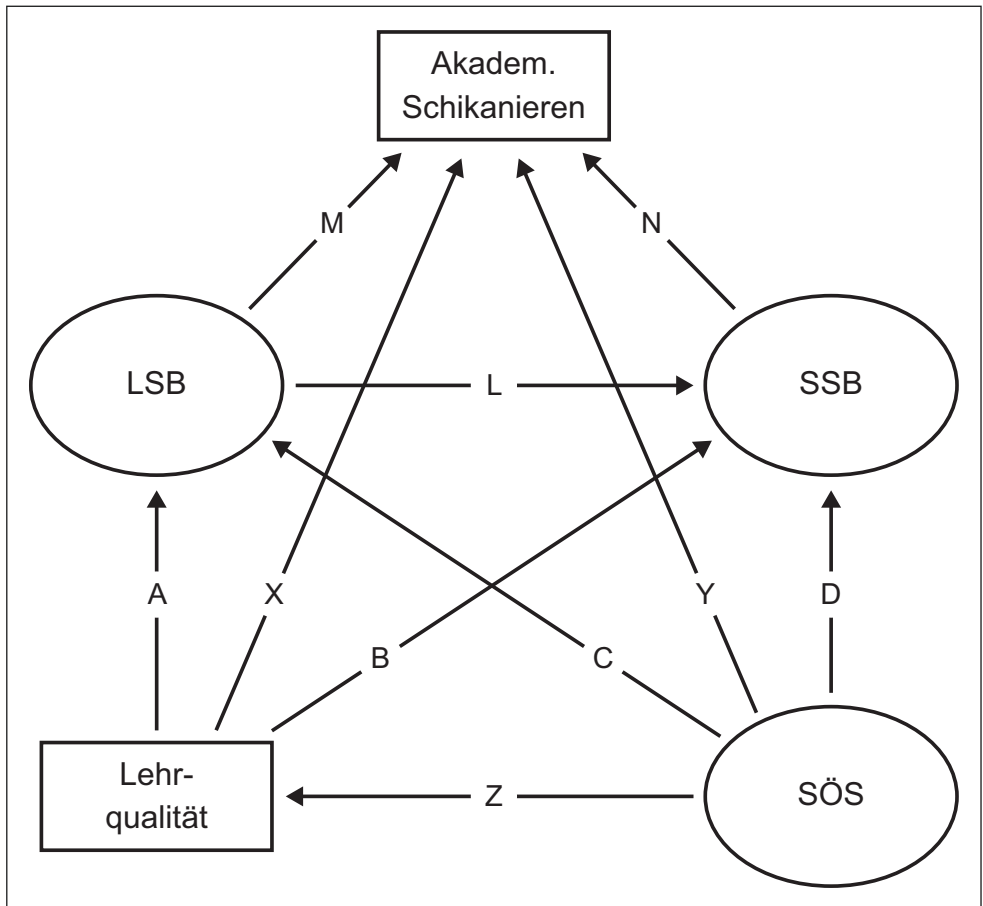 Akadem.
Schikanieren
M
N
LSB
L
SSB
A
X
Y
D
B
C
Lehr-
qualität
Z
SÖS